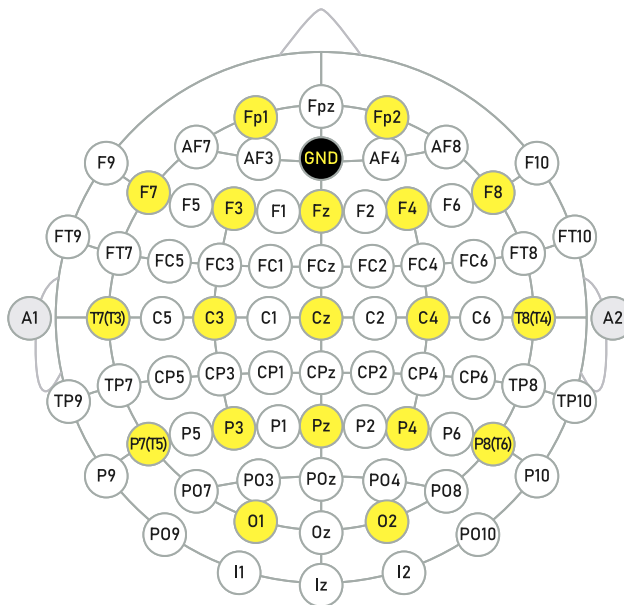 Fpz
Fp1
Fp2
AF7
AF3
GND
AF4
AF8
F9
F10
F7
F5
F3
F1
Fz
F2
F4
F6
F8
FT9
FT7
FC5
FC3
FC1
FCz
FC2
FC4
FC6
FT8
FT10
A1
T7(T3)
C5
C3
C1
Cz
C2
C4
C6
T8(T4)
A2
TP9
TP7
CP5
CP3
CP1
CPz
CP2
CP4
CP6
TP8
TP10
P7(T5)
P5
P3
P1
Pz
P2
P4
P6
P8(T6)
P9
PO7
PO3
POz
PO4
PO8
P10
PO9
O1
Oz
O2
PO10
I1
Iz
I2